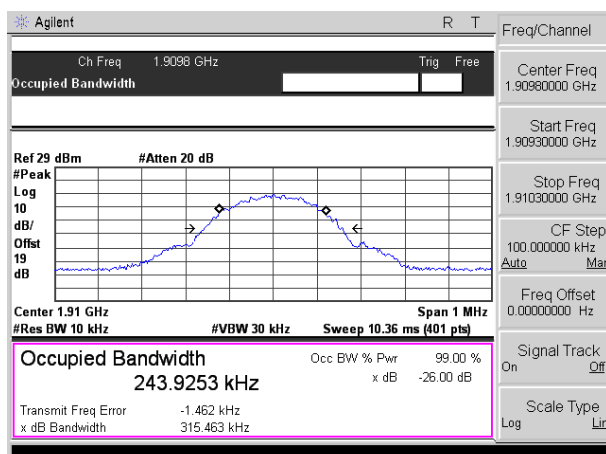 Agilent R T
Ch Freq 1.9098 GHz Trig Free
Occupied Bandwidth
Ref 29 dBm #Atten 20 dB
#Peak
Log
10
dB/
Offst
19
dB
Center 1.91 GHz Span 1 MHz
#Res BW 10 kHz #VBW 30 kHz Sweep 10.36 ms (401 pts)
Occupied Bandwidth Occ BW % Pwr 99.00 %
243.9253 kHz x dB -26.00 dB
Transmit Freq Error -1.462 kHz
x dB Bandwidth 315.463 kHz
Freq/Channel
Center Freq
1.90980000 GHz
Start Freq
1.90930000 GHz
Stop Freq
1.91030000 GHz
CF Step
100.000000 kHz
Auto Mar
Freq Offset
0.00000000 Hz
Signal Track
On Off
Scale Type
Log Lin